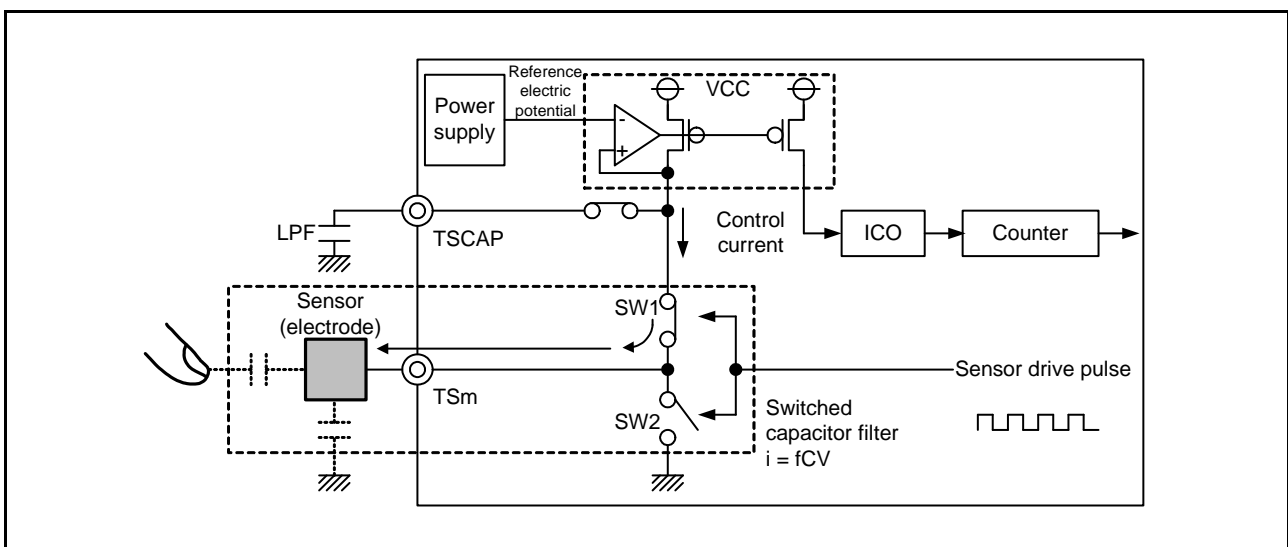 Power
supply
Reference
electric
potential
VCC
-
+
LPF
TSCAP
Control
current
ICO
Counter
Sensor
(electrode)
SW1
TSm
SW2
Sensor drive pulse
Switched
capacitor filter
i = fCV